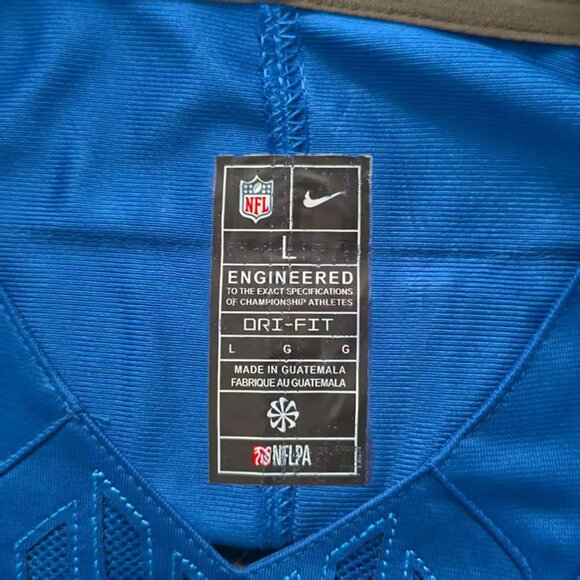 NFL
L
ENGINEERED
TO THE EXACT SPECIFICATIONS
OF CHAMPIONSHIP ATHLETES
DRI-FIT
L G G
MADE IN GUATEMALA
FABRIQUE AU GUATEMALA
NFLPA